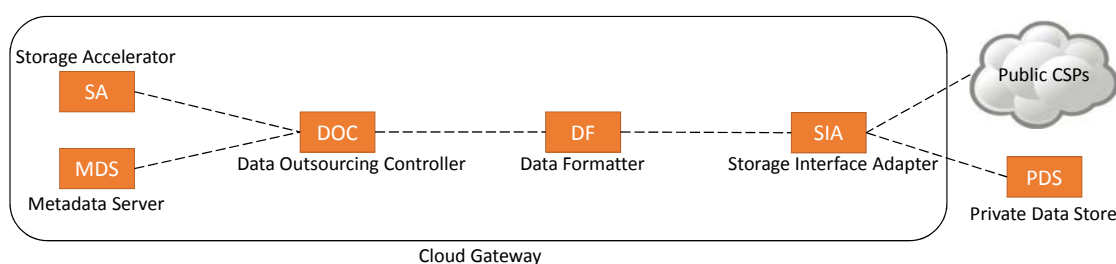 Storage Accelerator
SA
MDS
Metadata Server
DOC
Data Outsourcing Controller
DF
Data Formatter
SIA
Storage Interface Adapter
Public CSPs
PDS
Private Data Store
Cloud Gateway